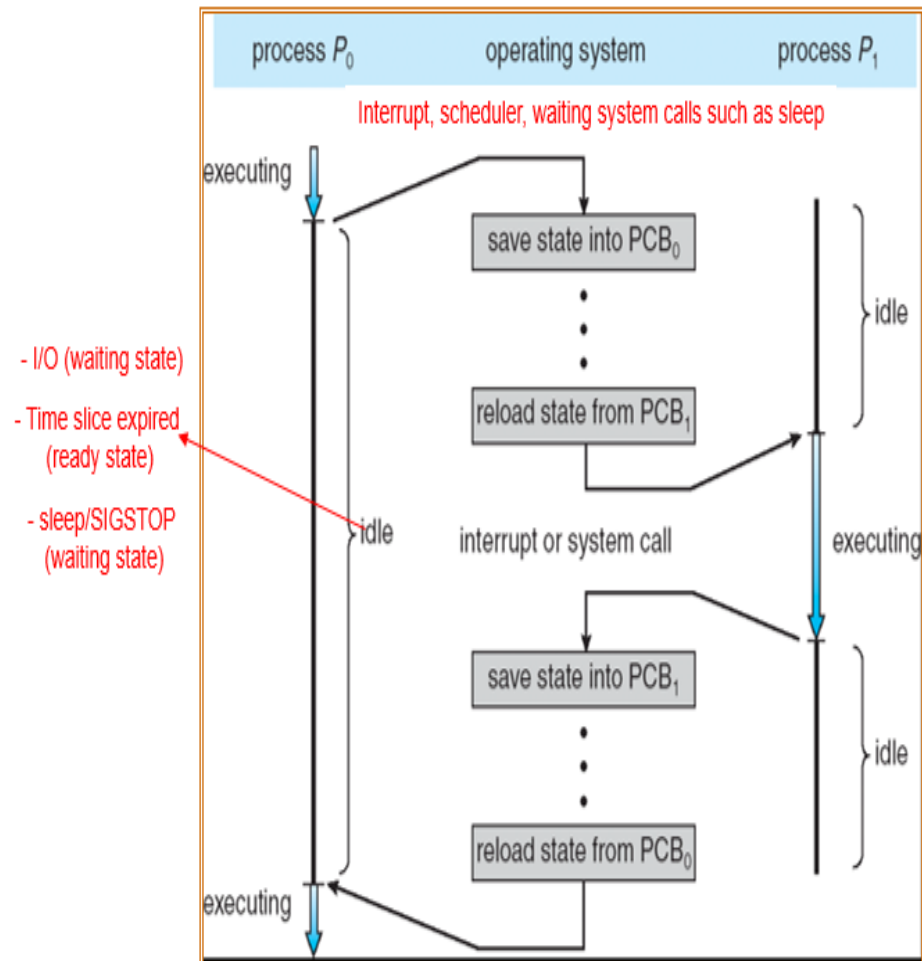 process P₀ operating system process P₁
Interrupt, scheduler, waiting system calls such as sleep
executing
save state into PCB₀
idle
- I/O (waiting state)
- Time slice expired
(ready state)
- sleep/SIGSTOP
(waiting state)
reload state from PCB₁
idle
interrupt or system call
executing
save state into PCB₁
idle
reload state from PCB₀
executing